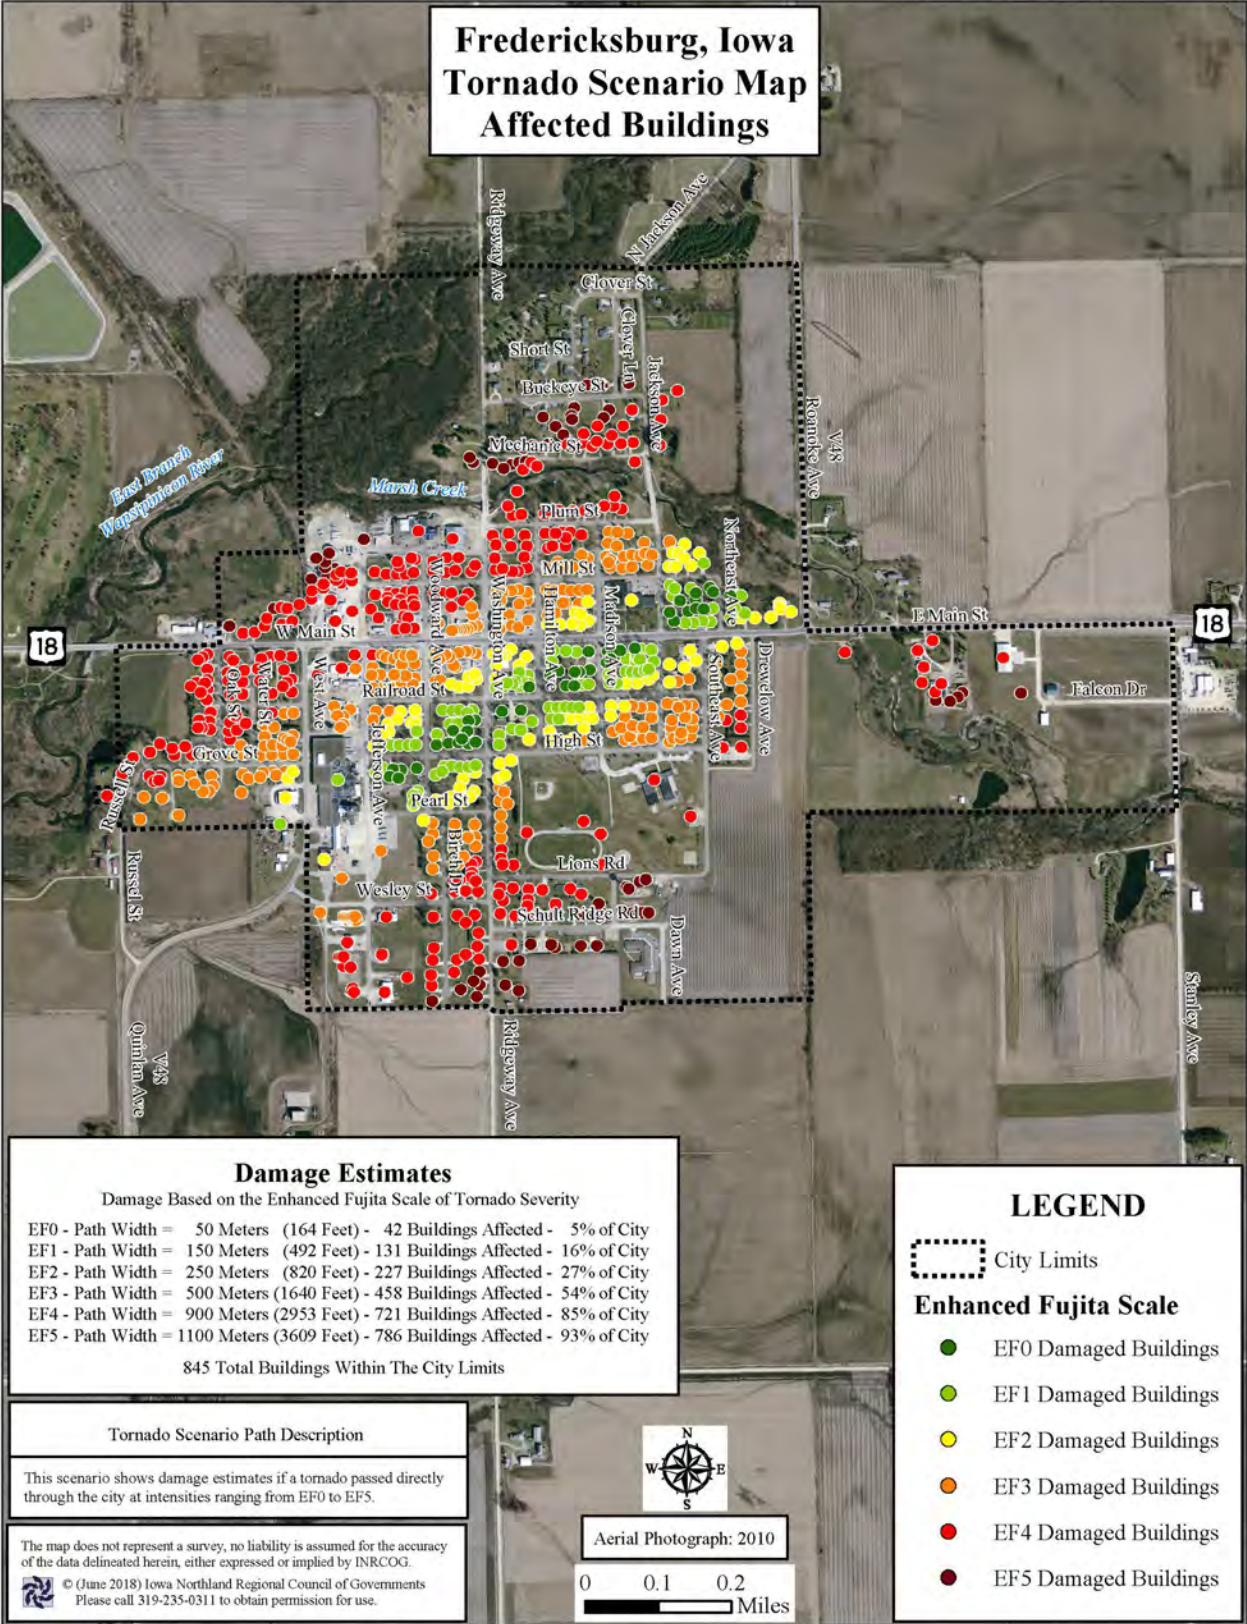 Fredericksburg, Iowa
Tornado Scenario Map
Affected Buildings
Ridgeway Ave
N Jackson Ave
Clover St
Clover Ln
Short St
Jackson Ave
Buckeye St
Roanoke Ave
V48
Mechanic St
East Branch
Wapsipinicon River
Marsh Creek
Plum St
Northeast Ave
Mill St
Woodward Ave
Washington Ave
Hamilton Ave
Madison Ave
E Main St
18
W Main St
18
Oak St
Water St
West Ave
Railroad St
Southeast Ave
Drewelow Ave
Falcon Dr
Jefferson Ave
High St
Grove St
Russell St
Pearl St
Birch Dr
Lions Rd
Russel St
Wesley St
Schult Ridge Rd
Dawn Ave
Stanley Ave
Quinlan Ave
V48
Ridgeway Ave
Damage Estimates
Damage Based on the Enhanced Fujita Scale of Tornado Severity
EF0 - Path Width = 50 Meters (164 Feet) - 42 Buildings Affected - 5% of City
EF1 - Path Width = 150 Meters (492 Feet) - 131 Buildings Affected - 16% of City
EF2 - Path Width = 250 Meters (820 Feet) - 227 Buildings Affected - 27% of City
EF3 - Path Width = 500 Meters (1640 Feet) - 458 Buildings Affected - 54% of City
EF4 - Path Width = 900 Meters (2953 Feet) - 721 Buildings Affected - 85% of City
EF5 - Path Width = 1100 Meters (3609 Feet) - 786 Buildings Affected - 93% of City
845 Total Buildings Within The City Limits
Tornado Scenario Path Description
This scenario shows damage estimates if a tornado passed directly
through the city at intensities ranging from EF0 to EF5.
The map does not represent a survey, no liability is assumed for the accuracy
of the data delineated herein, either expressed or implied by INRCOG.
© (June 2018) Iowa Northland Regional Council of Governments
Please call 319-235-0311 to obtain permission for use.
N
W E
S
Aerial Photograph: 2010
0 0.1 0.2
Miles
LEGEND
City Limits
Enhanced Fujita Scale
EF0 Damaged Buildings
EF1 Damaged Buildings
EF2 Damaged Buildings
EF3 Damaged Buildings
EF4 Damaged Buildings
EF5 Damaged Buildings